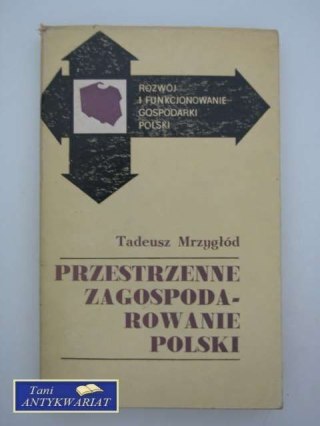 ROZWÓJ
I FUNKCJONOWANIE
GOSPODARKI
POLSKI
Tadeusz Mrzygłód
PRZESTRZENNE
ZAGOSPODA-
ROWANIE
POLSKI
Tani
ANTYKWARIAT